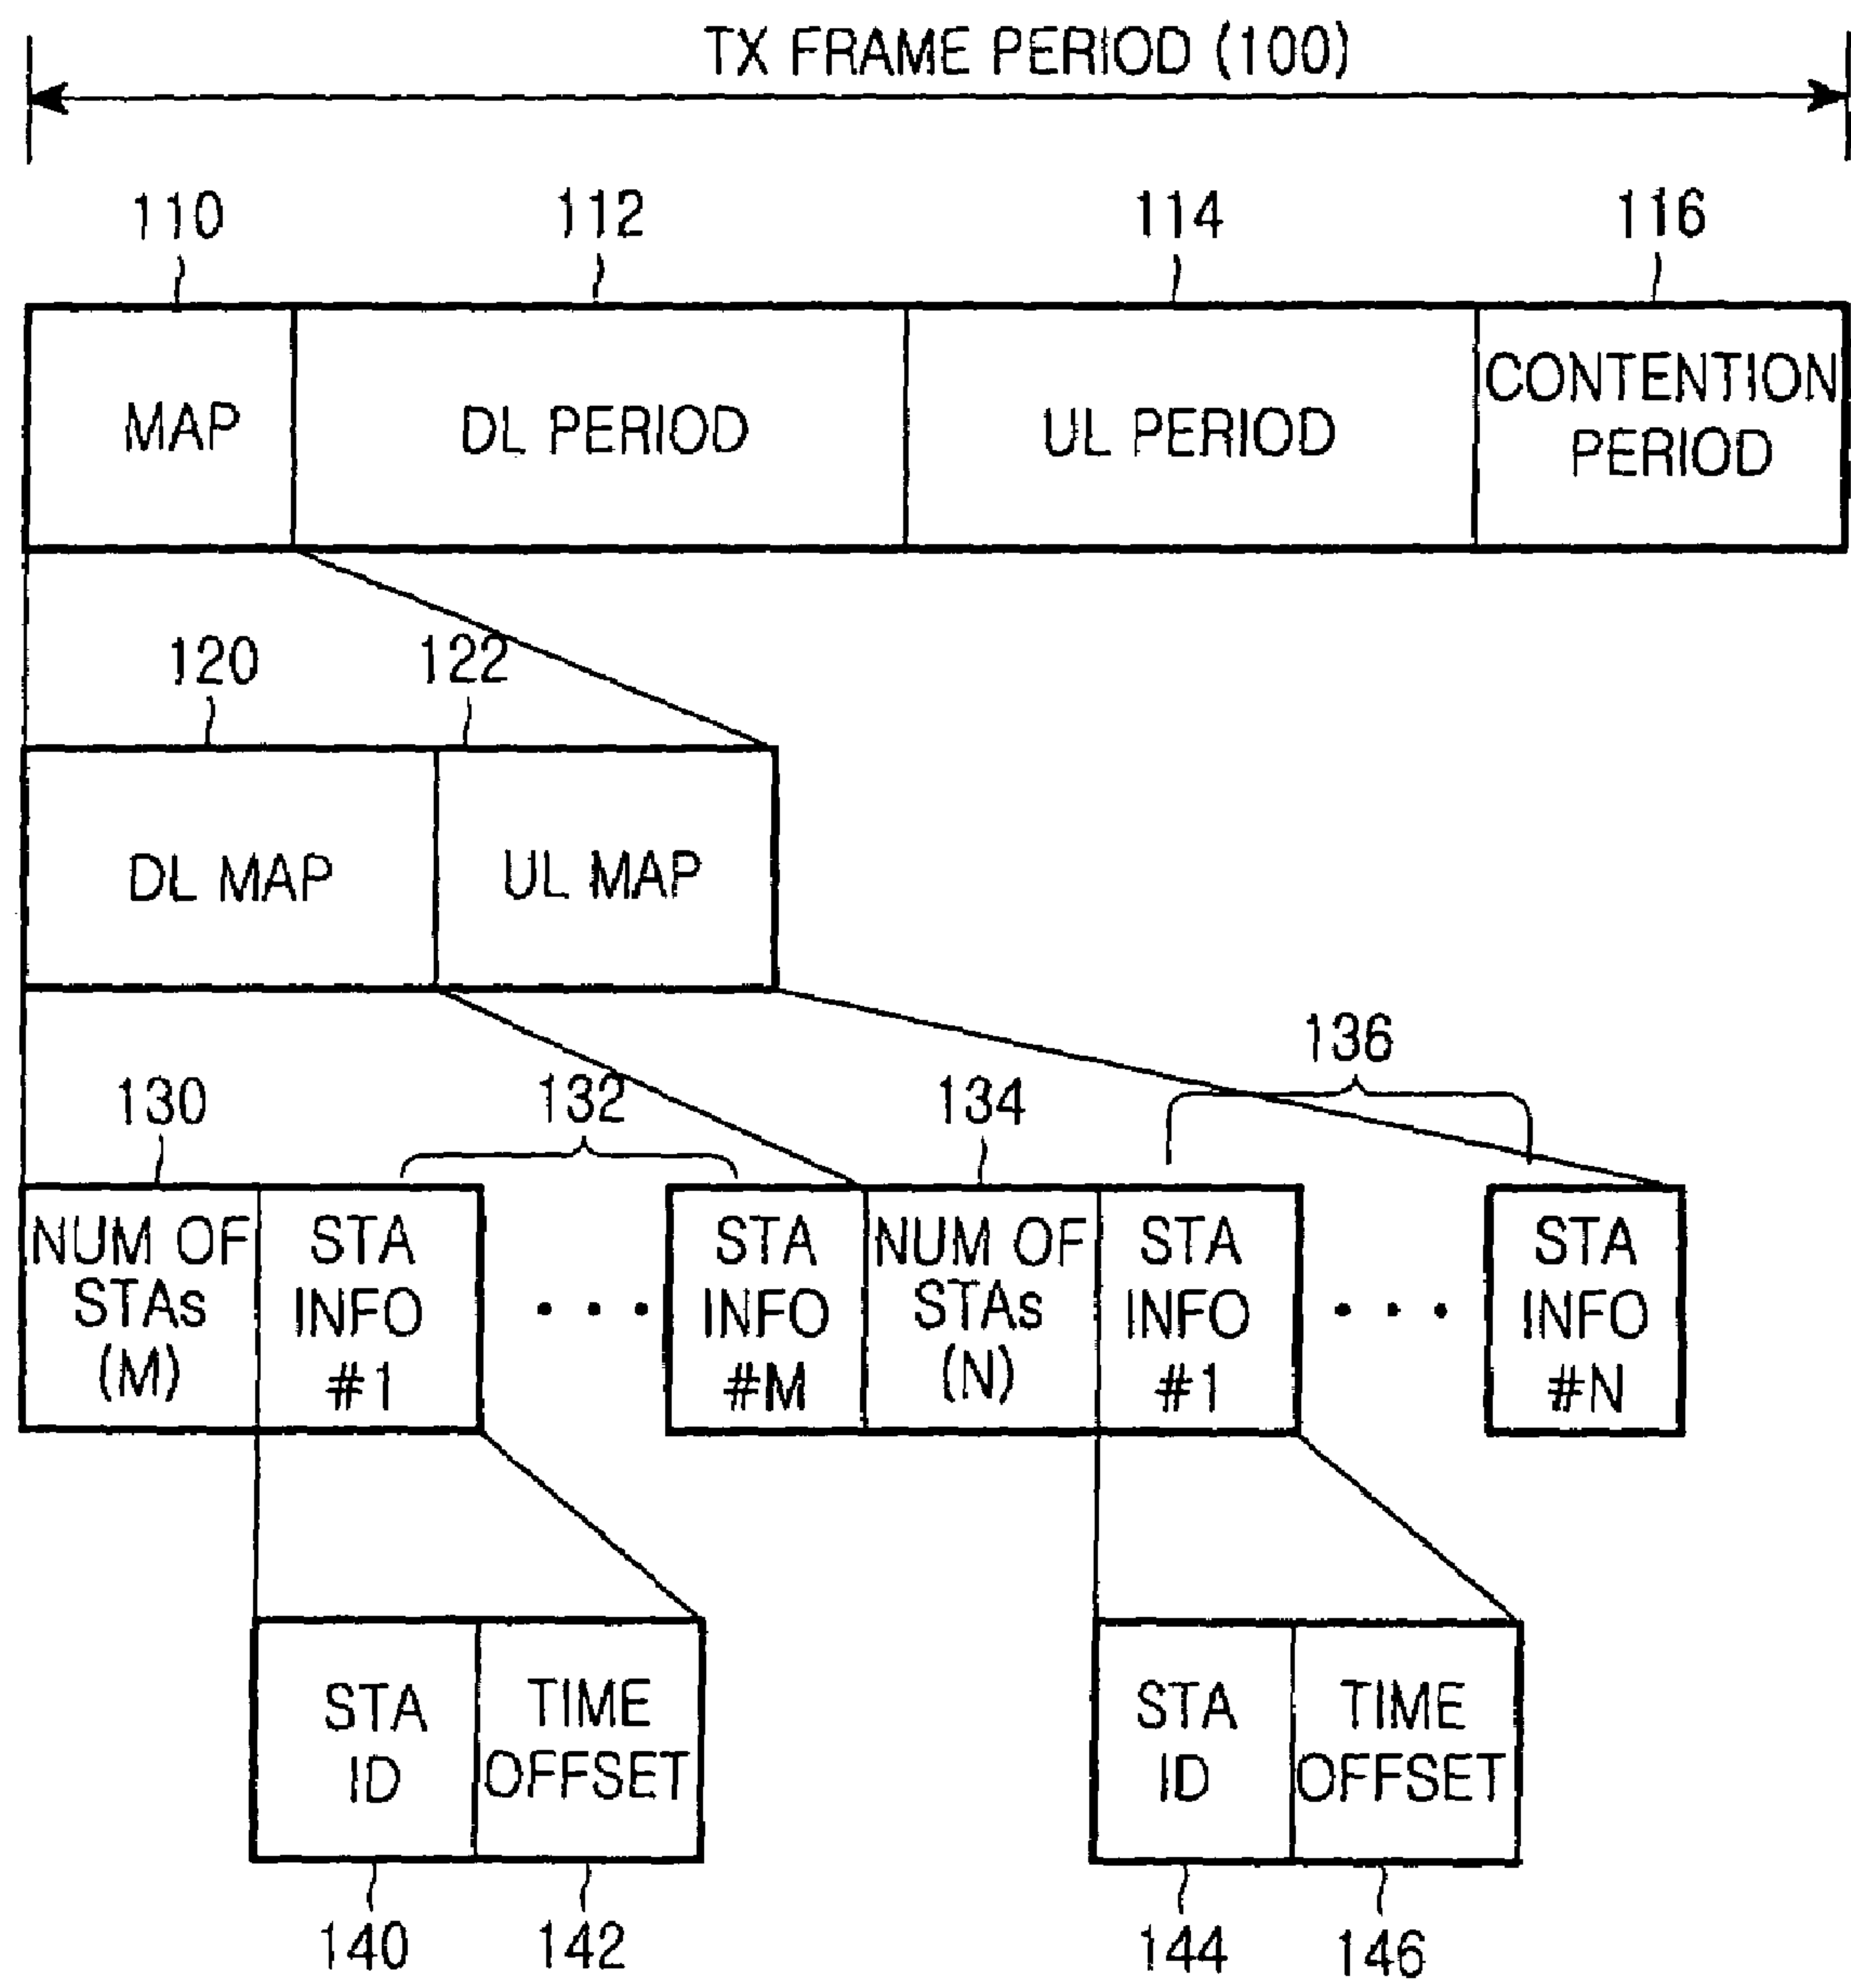 TX FRAME PERIOD (100)
110
112
114
116
MAP
DL PERIOD
UL PERIOD
CONTENTION
PERIOD
120
122
DL MAP
UL MAP
130
132
134
136
NUM OF
STAs
(M)
STA
INFO
#1
• • •
STA
INFO
#M
NUM OF
STAs
(N)
STA
INFO
#1
• • •
STA
INFO
#N
STA
ID
TIME
OFFSET
STA
ID
TIME
OFFSET
140
142
144
146